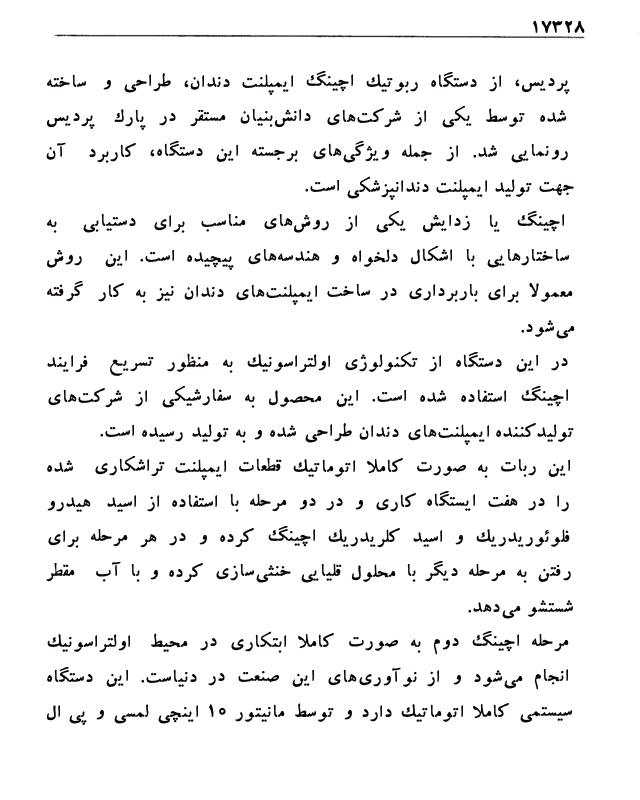 ۱۷۳۲۸
پردیس، از دستگاه ربوتیك اچینگ ایمپلنت دندان، طراحی و ساخته
شده توسط یکی از شرکت‌های دانش‌بنیان مستقر در پارك پردیس
رونمایی شد. از جمله ویژگی‌های برجسته این دستگاه، کاربرد آن
جهت تولید ایمپلنت دندانپزشکی است.
اچینگ یا زدایش یکی از روش‌های مناسب برای دستیابی به
ساختارهایی با اشکال دلخواه و هندسه‌های پیچیده است. این روش
معمولا برای باربرداری در ساخت ایمپلنت‌های دندان نیز به کار گرفته
می‌شود.
در این دستگاه از تکنولوژی اولتراسونیك به منظور تسریع فرایند
اچینگ استفاده شده است. این محصول به سفارشیکی از شرکت‌های
تولیدکننده ایمپلنت‌های دندان طراحی شده و به تولید رسیده است.
این ربات به صورت کاملا اتوماتیك قطعات ایمپلنت تراشکاری شده
را در هفت ایستگاه کاری و در دو مرحله با استفاده از اسید هیدرو
فلوئوریدریك و اسید کلریدریك اچینگ کرده و در هر مرحله برای
رفتن به مرحله دیگر با محلول قلیایی خنثی‌سازی کرده و با آب مقطر
شستشو می‌دهد.
مرحله اچینگ دوم به صورت کاملا ابتکاری در محیط اولتراسونیك
انجام می‌شود و از نوآوری‌های این صنعت در دنیاست. این دستگاه
سیستمی کاملا اتوماتیك دارد و توسط مانیتور ۱۵ اینچی لمسی و پی ال